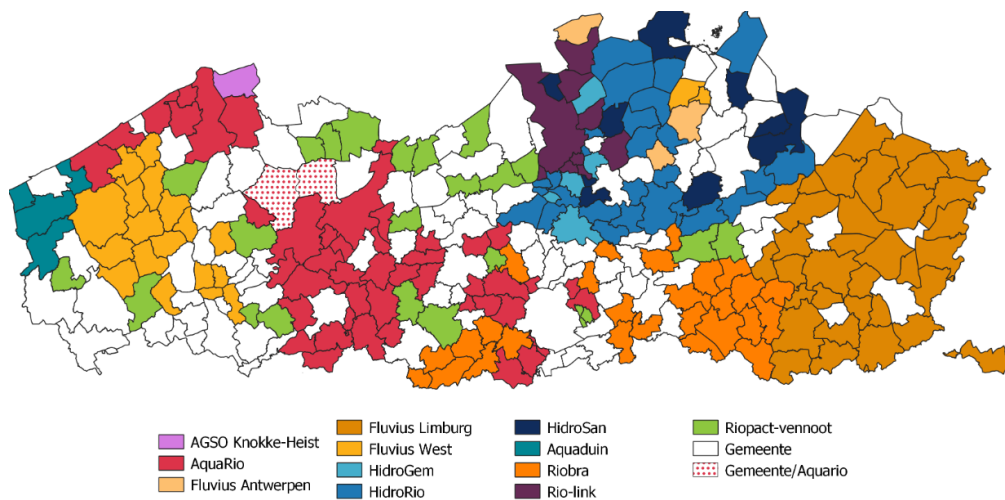 AGSO Knokke-Heist
AquaRio
Fluvius Antwerpen
Fluvius Limburg
Fluvius West
HidroGem
HidroRio
HidroSan
Aquaduin
Riobra
Rio-link
Riopact-vennoot
Gemeente
Gemeente/Aquario